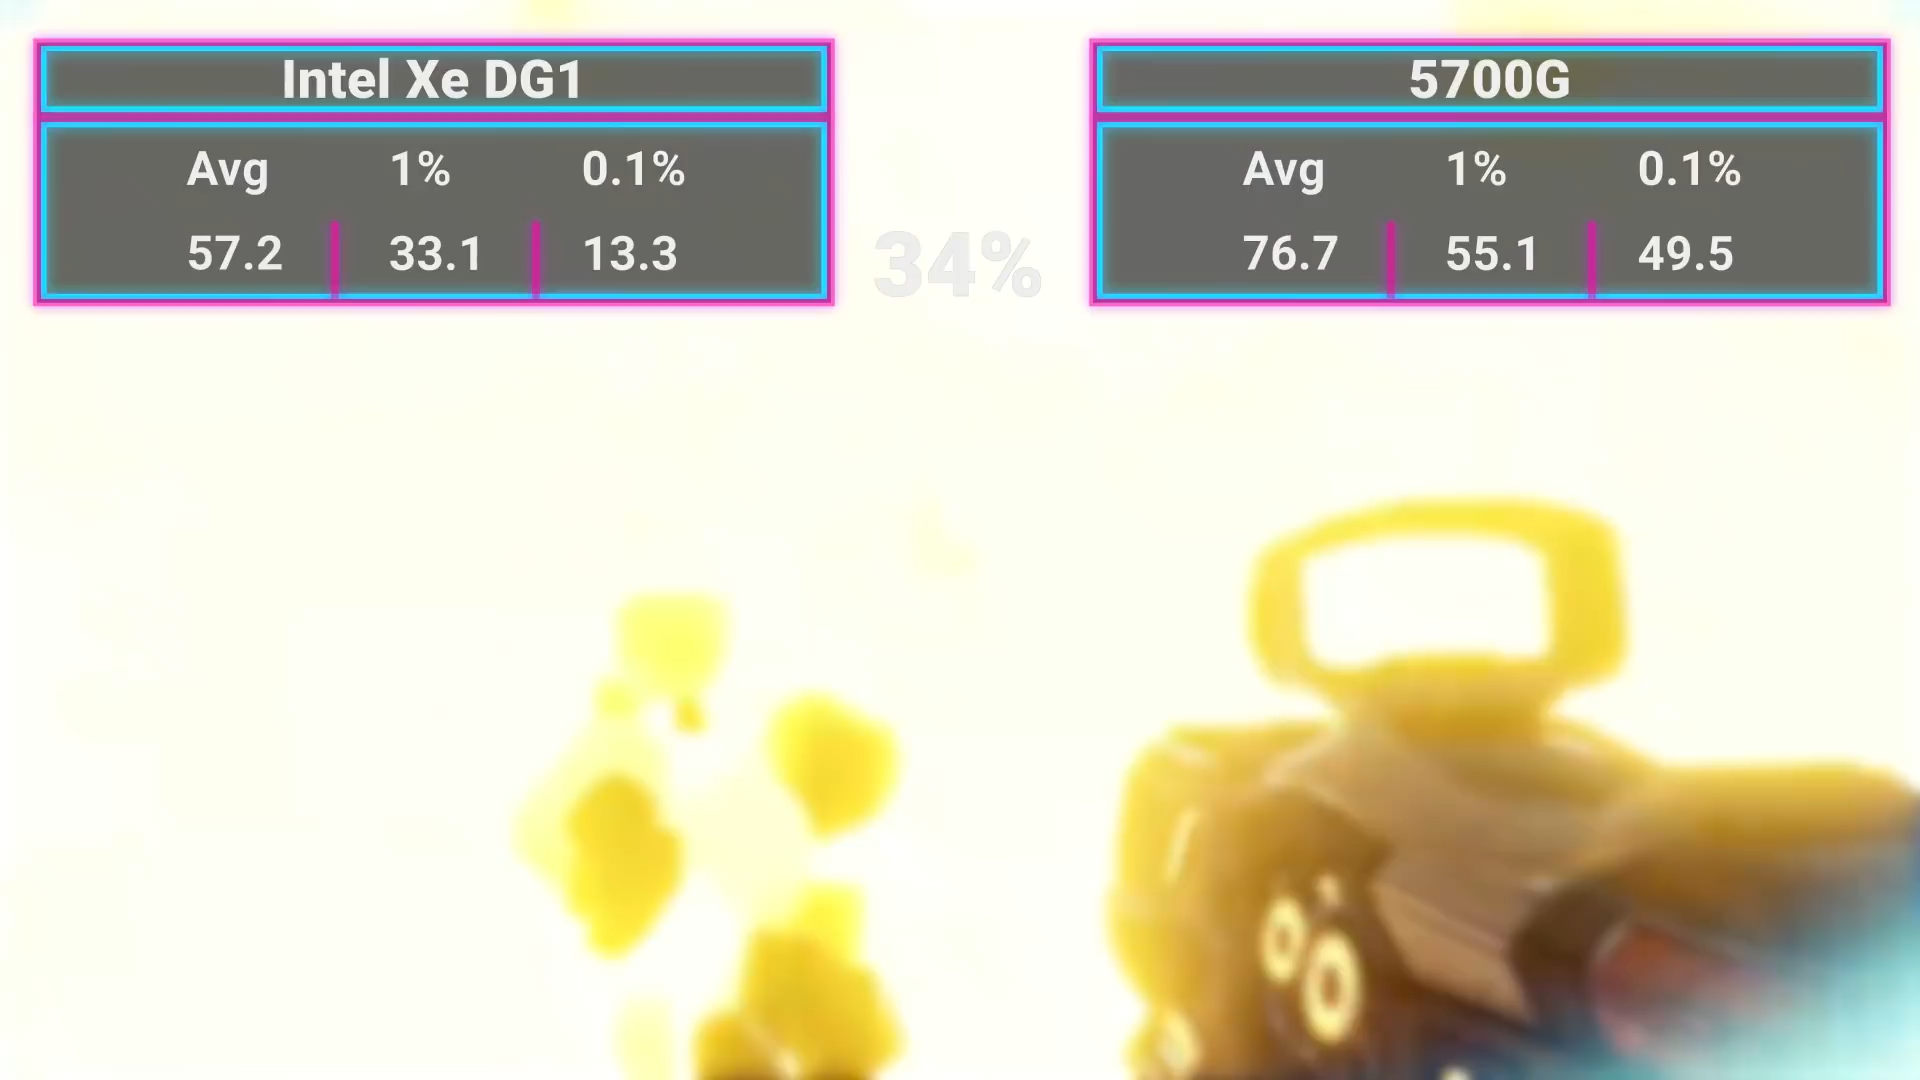 Intel Xe DG1
Avg 1% 0.1%
57.2 33.1 13.3
34%
5700G
Avg 1% 0.1%
76.7 55.1 49.5